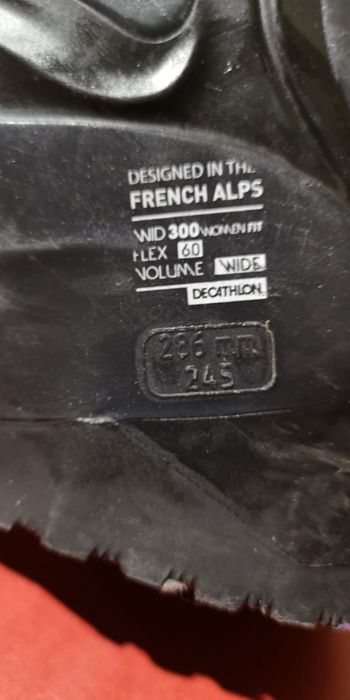 DESIGNED IN THE
FRENCH ALPS
WID 300 WOMEN FIT
FLEX 60
VOLUME WIDE
DECATHLON
286 mm
245